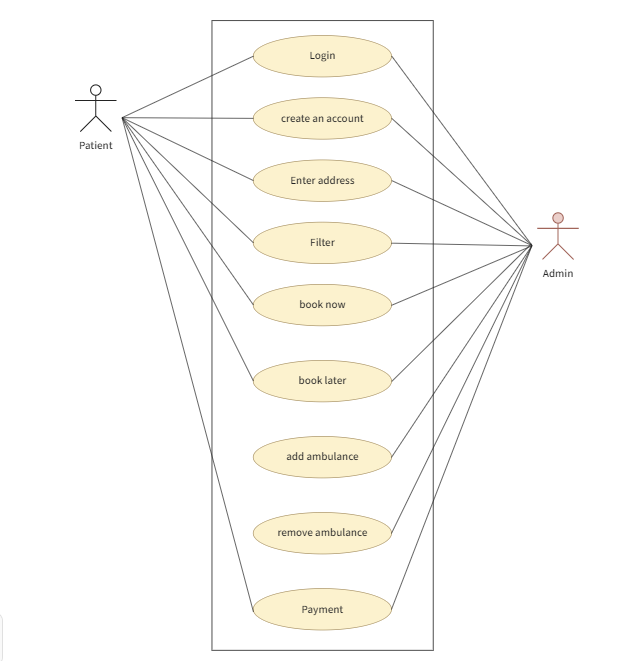 Login
create an account
Patient
Enter address
Filter
Admin
book now
book later
add ambulance
remove ambulance
Payment